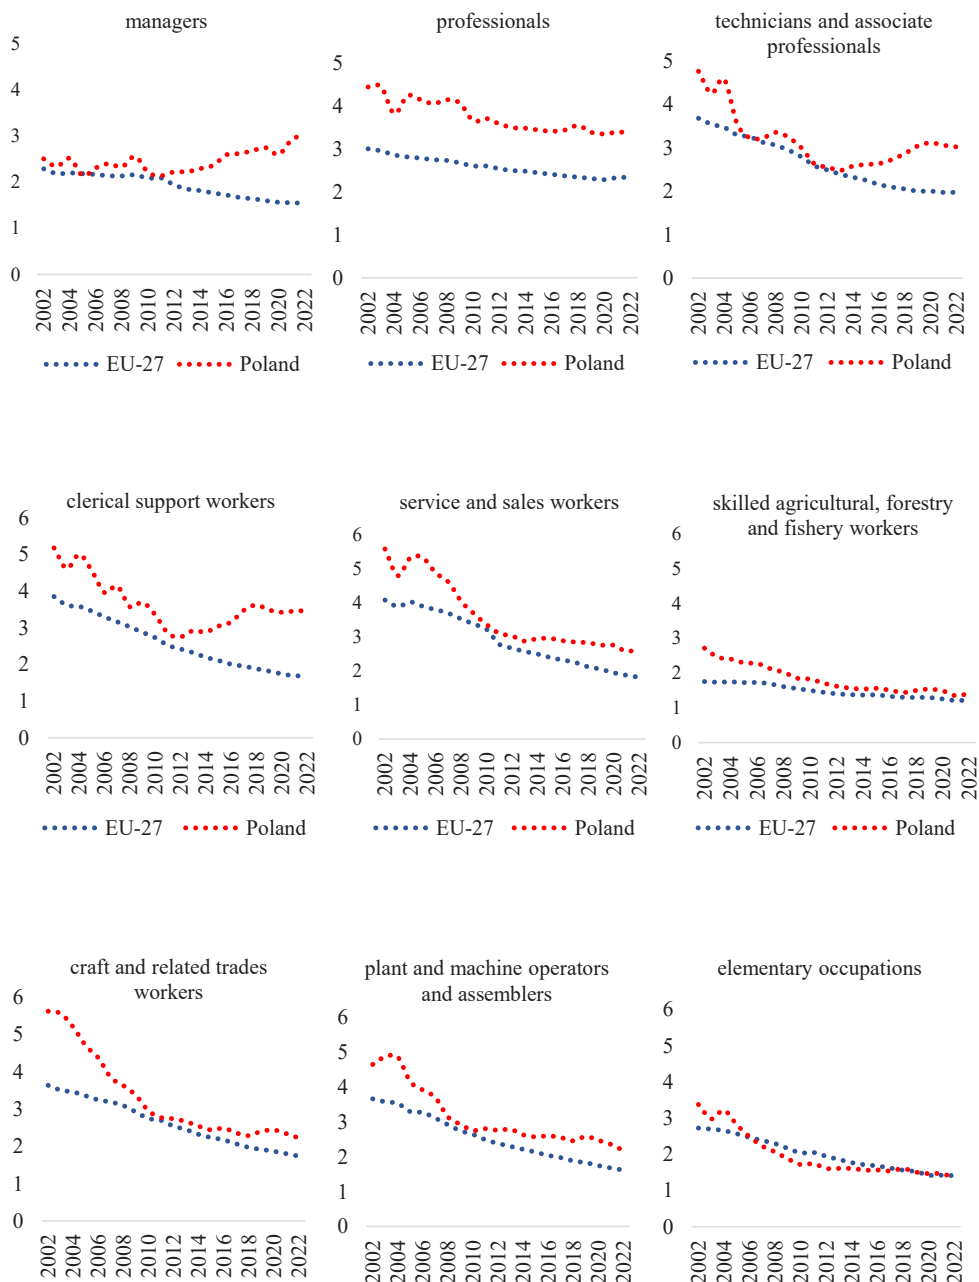 managers
5
4
3
2
1
0
2002 2004 2006 2008 2010 2012 2014 2016 2018 2020 2022
EU-27 Poland
professionals
5
4
3
2
1
0
2002 2004 2006 2008 2010 2012 2014 2016 2018 2020 2022
EU-27 Poland
technicians and associate
professionals
5
4
3
2
1
0
2002 2004 2006 2008 2010 2012 2014 2016 2018 2020 2022
EU-27 Poland
clerical support workers
6
5
4
3
2
1
0
2002 2004 2006 2008 2010 2012 2014 2016 2018 2020 2022
EU-27 Poland
service and sales workers
6
5
4
3
2
1
0
2002 2004 2006 2008 2010 2012 2014 2016 2018 2020 2022
EU-27 Poland
skilled agricultural, forestry
and fishery workers
6
5
4
3
2
1
0
2002 2004 2006 2008 2010 2012 2014 2016 2018 2020 2022
EU-27 Poland
craft and related trades
workers
6
5
4
3
2
1
0
2002 2004 2006 2008 2010 2012 2014 2016 2018 2020 2022
plant and machine operators
and assemblers
6
5
4
3
2
1
0
2002 2004 2006 2008 2010 2012 2014 2016 2018 2020 2022
elementary occupations
6
5
4
3
2
1
0
2002 2004 2006 2008 2010 2012 2014 2016 2018 2020 2022